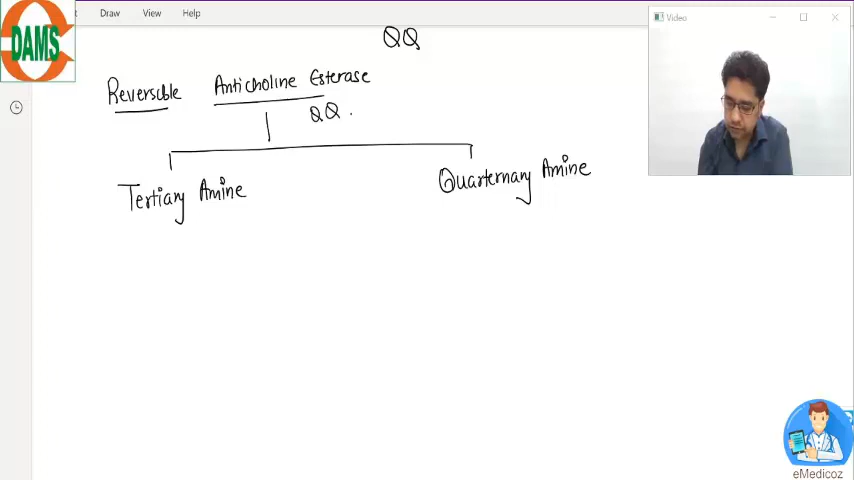 DAMS
Draw View Help
Video
QQ
Reversible Anticholine Esterase
QQ.
Tertiary Amine
Quarternary Amine
eMedicoz